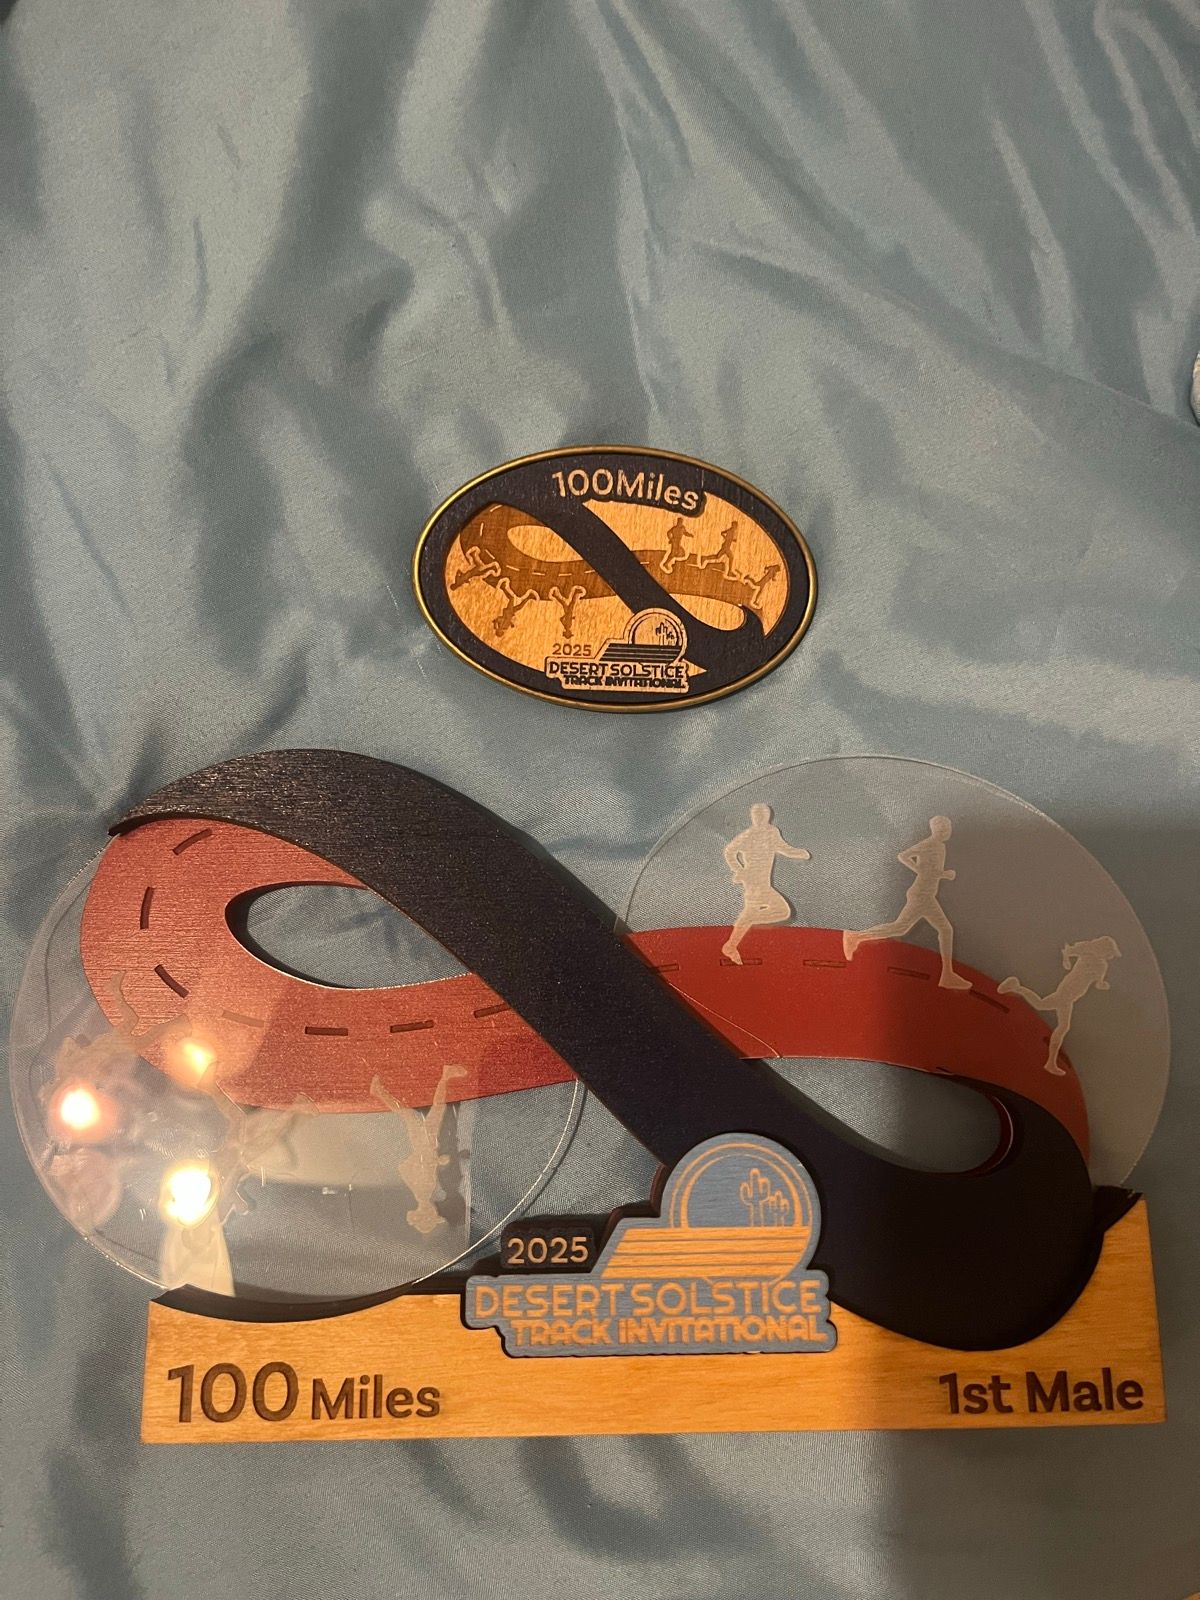 100Miles
2025
DESERT SOLSTICE
TRACK INVITATIONAL
2025
DESERT SOLSTICE
TRACK INVITATIONAL
100 Miles
1st Male